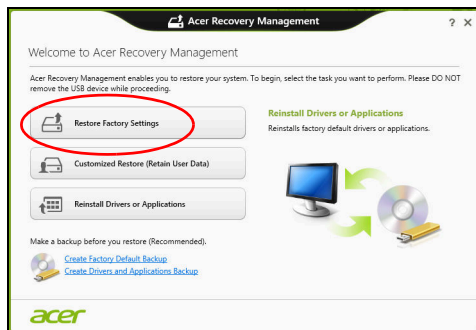 Acer Recovery Management
? ×
Welcome to Acer Recovery Management
Acer Recovery Management enables you to restore your system. To begin, select the task you want to perform. Please DO NOT
remove the USB device while proceeding.
Restore Factory Settings
Customized Restore (Retain User Data)
Reinstall Drivers or Applications
Reinstall Drivers or Applications
Reinstalls factory default drivers or applications.
Make a backup before you restore (Recommended).
Create Factory Default Backup
Create Drivers and Applications Backup
acer